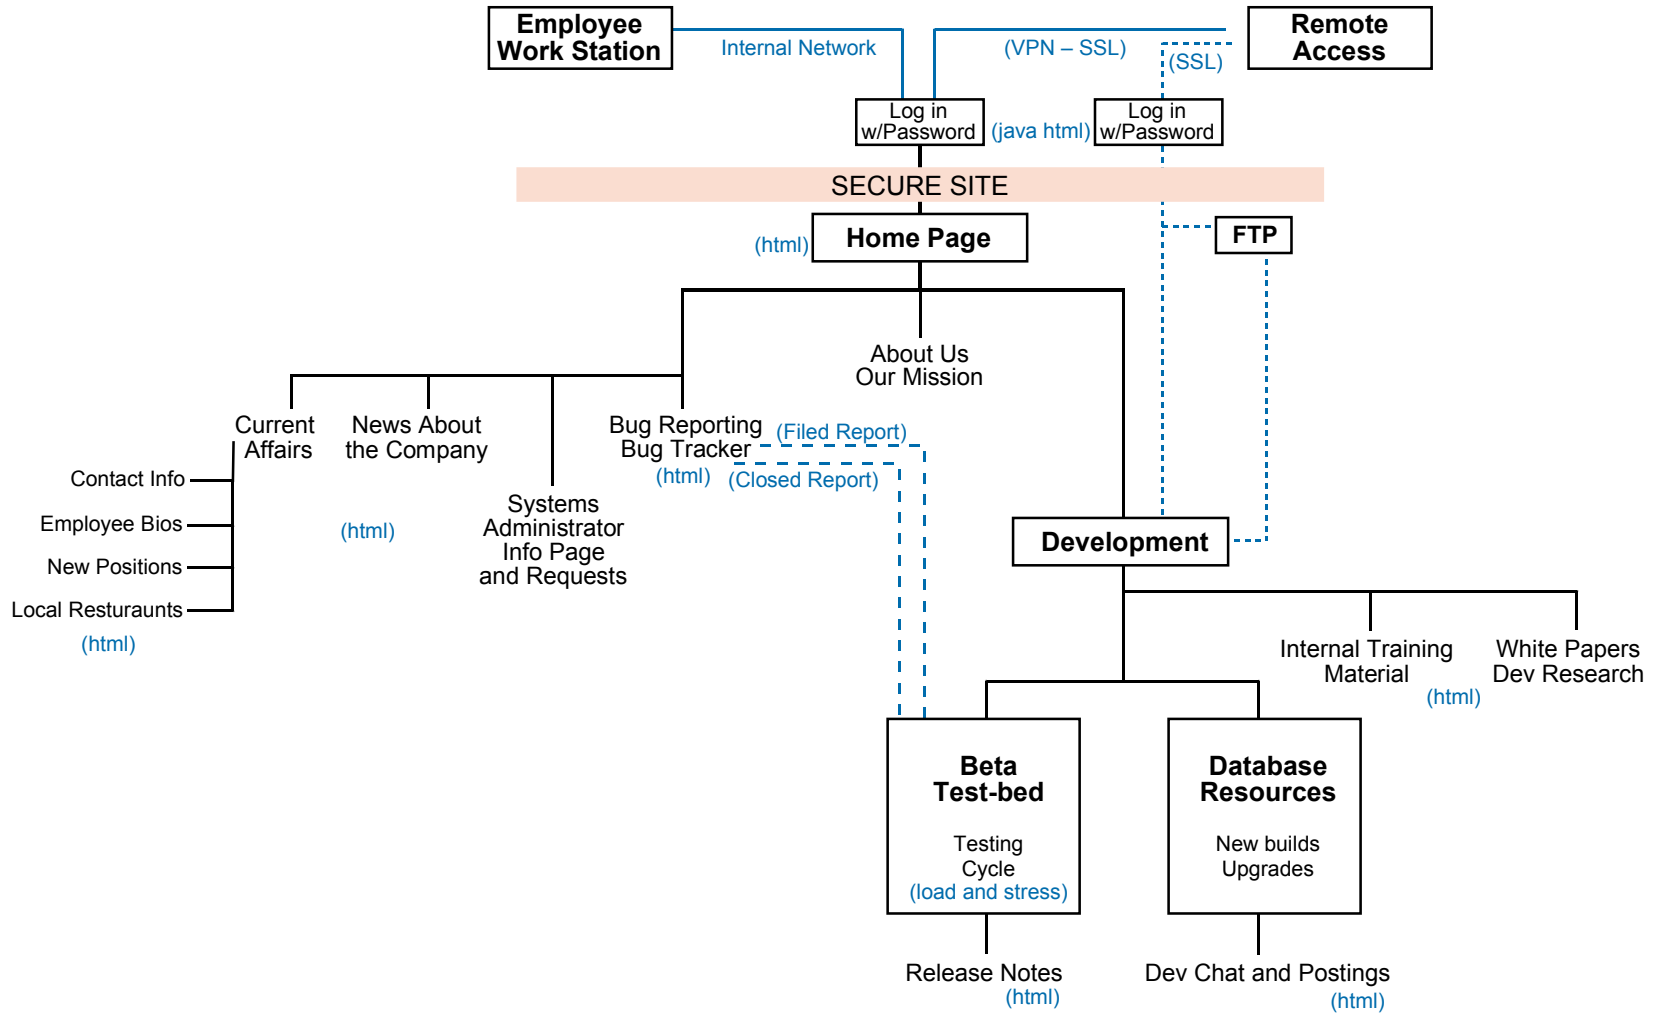 Employee
Work Station
Internal Network
(VPN – SSL)
(SSL)
Remote
Access
Log in
w/Password
(java html)
Log in
w/Password
SECURE SITE
(html)
Home Page
FTP
About Us
Our Mission
Current
Affairs
News About
the Company
Bug Reporting
Bug Tracker
(html)
(Filed Report)
(Closed Report)
Contact Info
Employee Bios
New Positions
Local Resturaunts
(html)
(html)
Systems
Administrator
Info Page
and Requests
Development
Internal Training
Material
(html)
White Papers
Dev Research
Beta
Test-bed
Testing
Cycle
(load and stress)
Database
Resources
New builds
Upgrades
Release Notes
(html)
Dev Chat and Postings
(html)